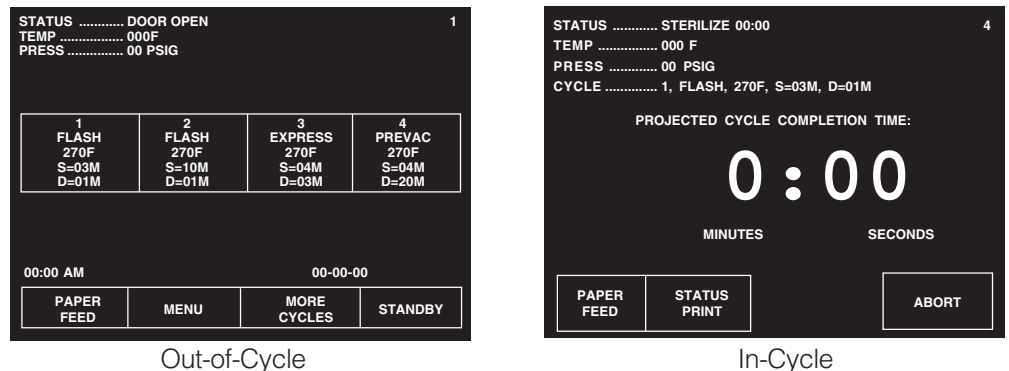 STATUS ............ DOOR OPEN 1
TEMP ................. 000F
PRESS ............... 00 PSIG
1 2 3 4
FLASH FLASH EXPRESS PREVAC
270F 270F 270F 270F
S=03M S=10M S=04M S=04M
D=01M D=01M D=03M D=20M
00:00 AM 00-00-00
PAPER FEED
MENU
MORE CYCLES
STANDBY
Out-of-Cycle
STATUS ............ STERILIZE 00:00 4
TEMP ................ 000 F
PRESS ............. 00 PSIG
CYCLE .............. 1, FLASH, 270F, S=03M, D=01M
PROJECTED CYCLE COMPLETION TIME:
0:00
MINUTES SECONDS
PAPER FEED
STATUS PRINT
ABORT
In-Cycle